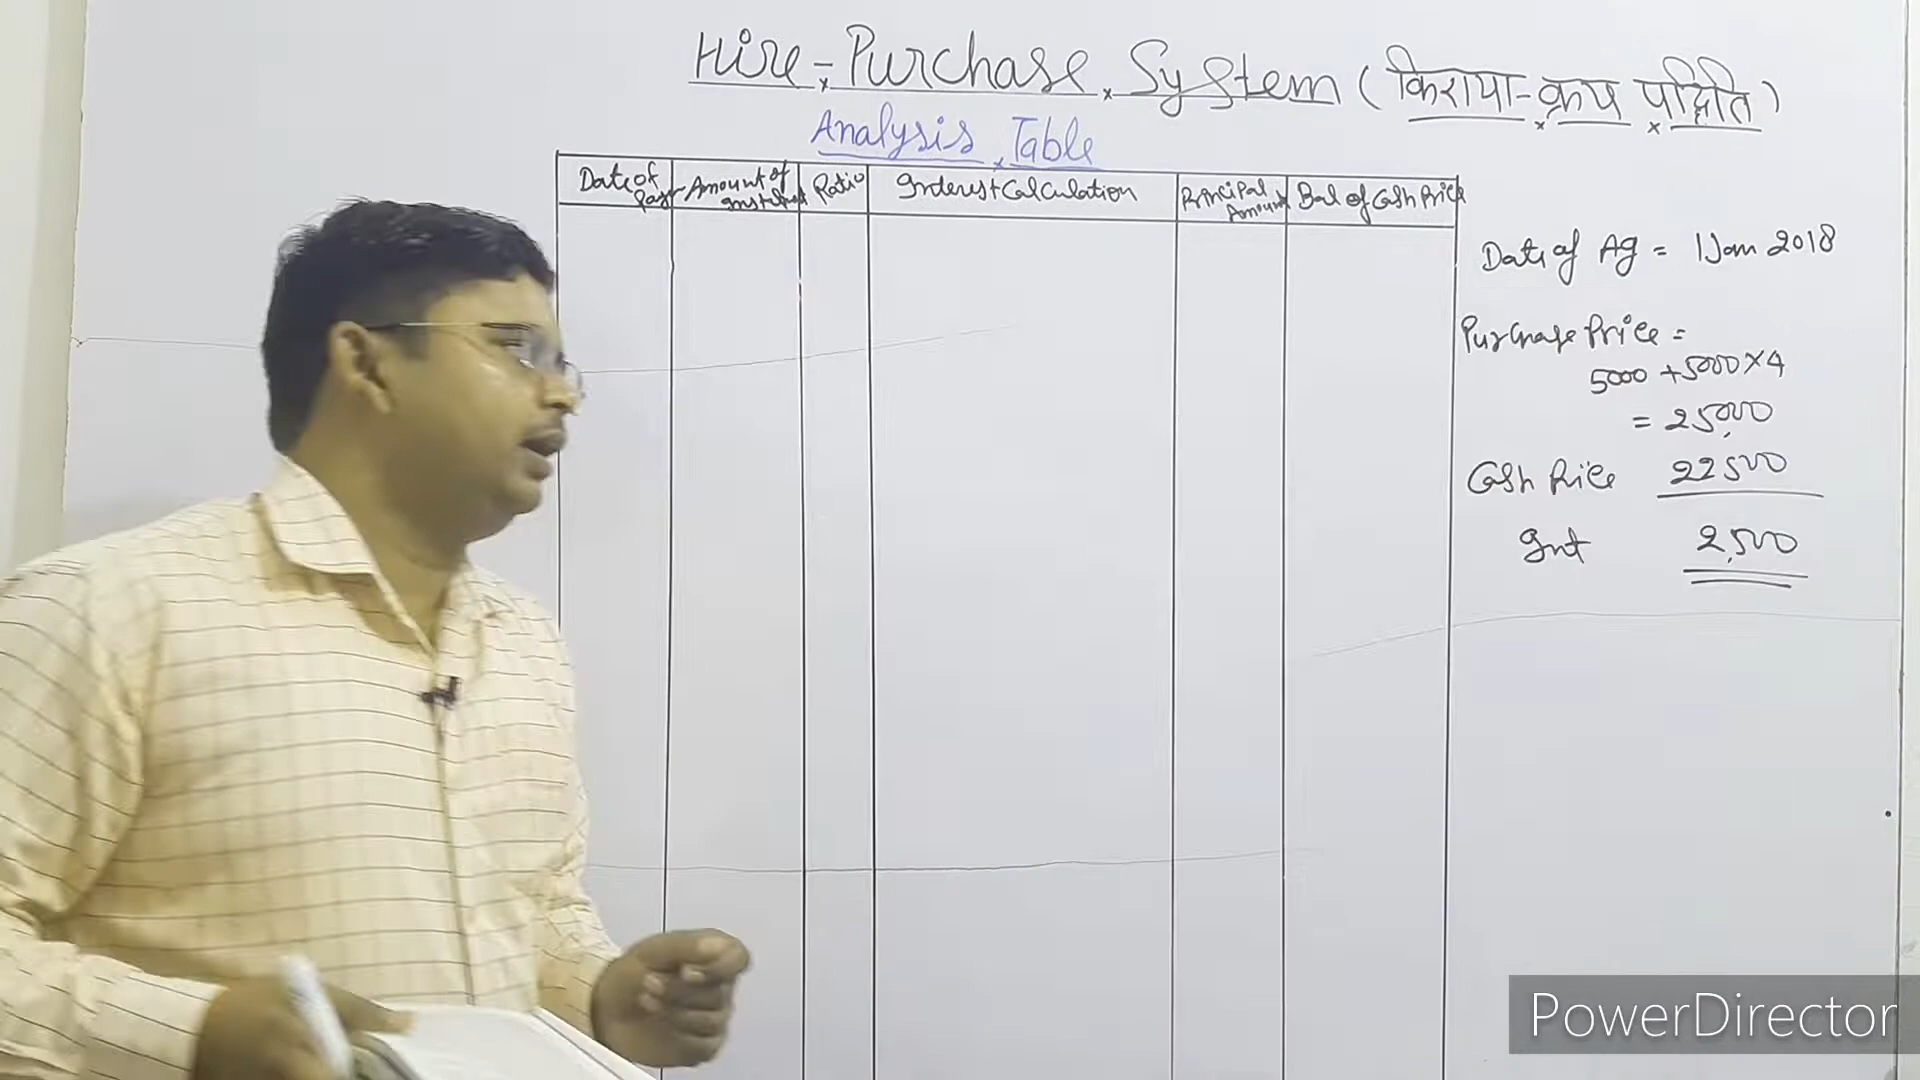 Hire-Purchase System (किराया-क्रय पद्धिति)
Analysis Table
Date of Pay
Amount of
Ratio
Interest Calculation
Principal Amount
Bal of Cash Price
Date of Ag = 1 Jan 2018
Purchase Price =
5000 + 5000 × 4
= 25,000
Cash Price 22500
Int 2,500
PowerDirector